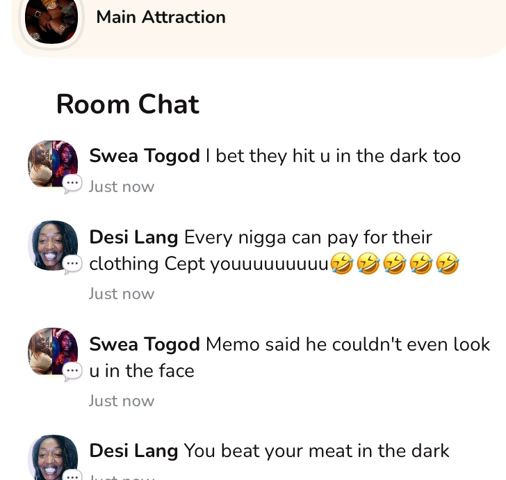 Main Attraction
Room Chat
Swea Togod I bet they hit u in the dark too
Just now
Desi Lang Every nigga can pay for their
clothing Cept youuuuuuuuu🤣🤣🤣🤣🤣
Just now
Swea Togod Memo said he couldn't even look
u in the face
Just now
Desi Lang You beat your meat in the dark
Just now